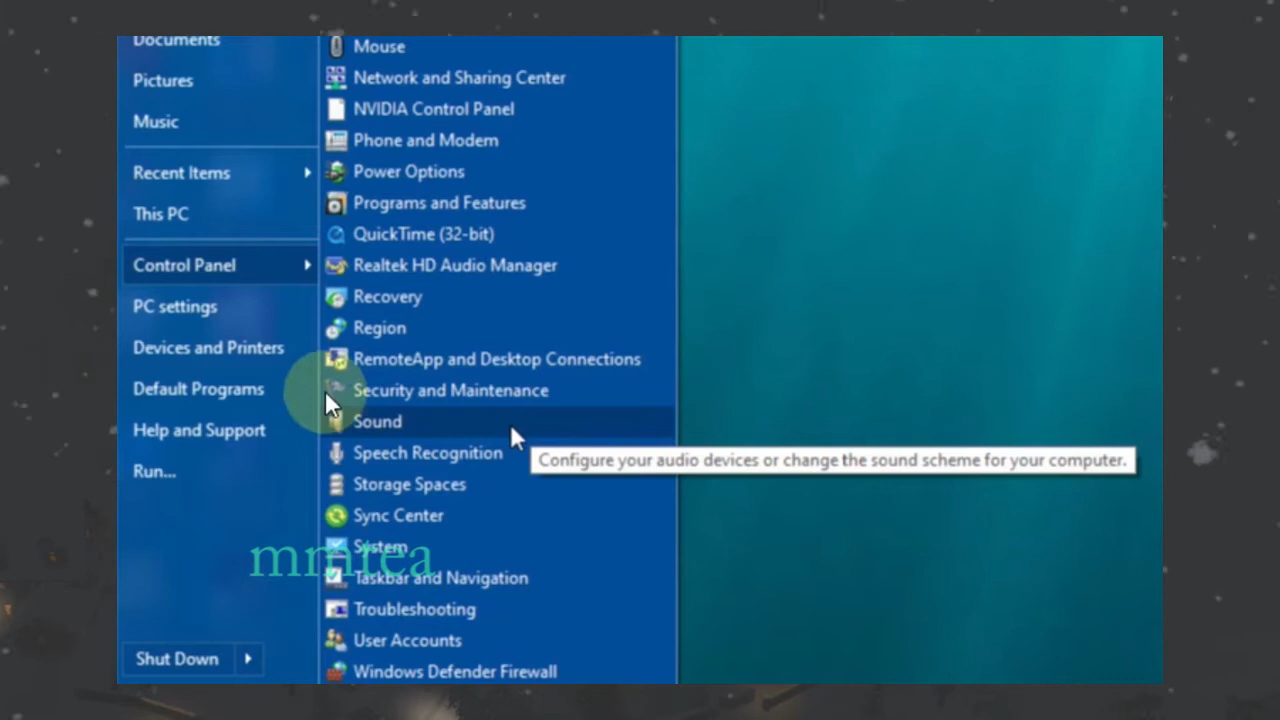 Documents
Pictures
Music
Recent Items
This PC
Control Panel
PC settings
Devices and Printers
Default Programs
Help and Support
Run...
Shut Down
Mouse
Network and Sharing Center
NVIDIA Control Panel
Phone and Modem
Power Options
Programs and Features
QuickTime (32-bit)
Realtek HD Audio Manager
Recovery
Region
RemoteApp and Desktop Connections
Security and Maintenance
Sound
Speech Recognition
Storage Spaces
Sync Center
System
Taskbar and Navigation
Troubleshooting
User Accounts
Windows Defender Firewall
Configure your audio devices or change the sound scheme for your computer.
mmtea